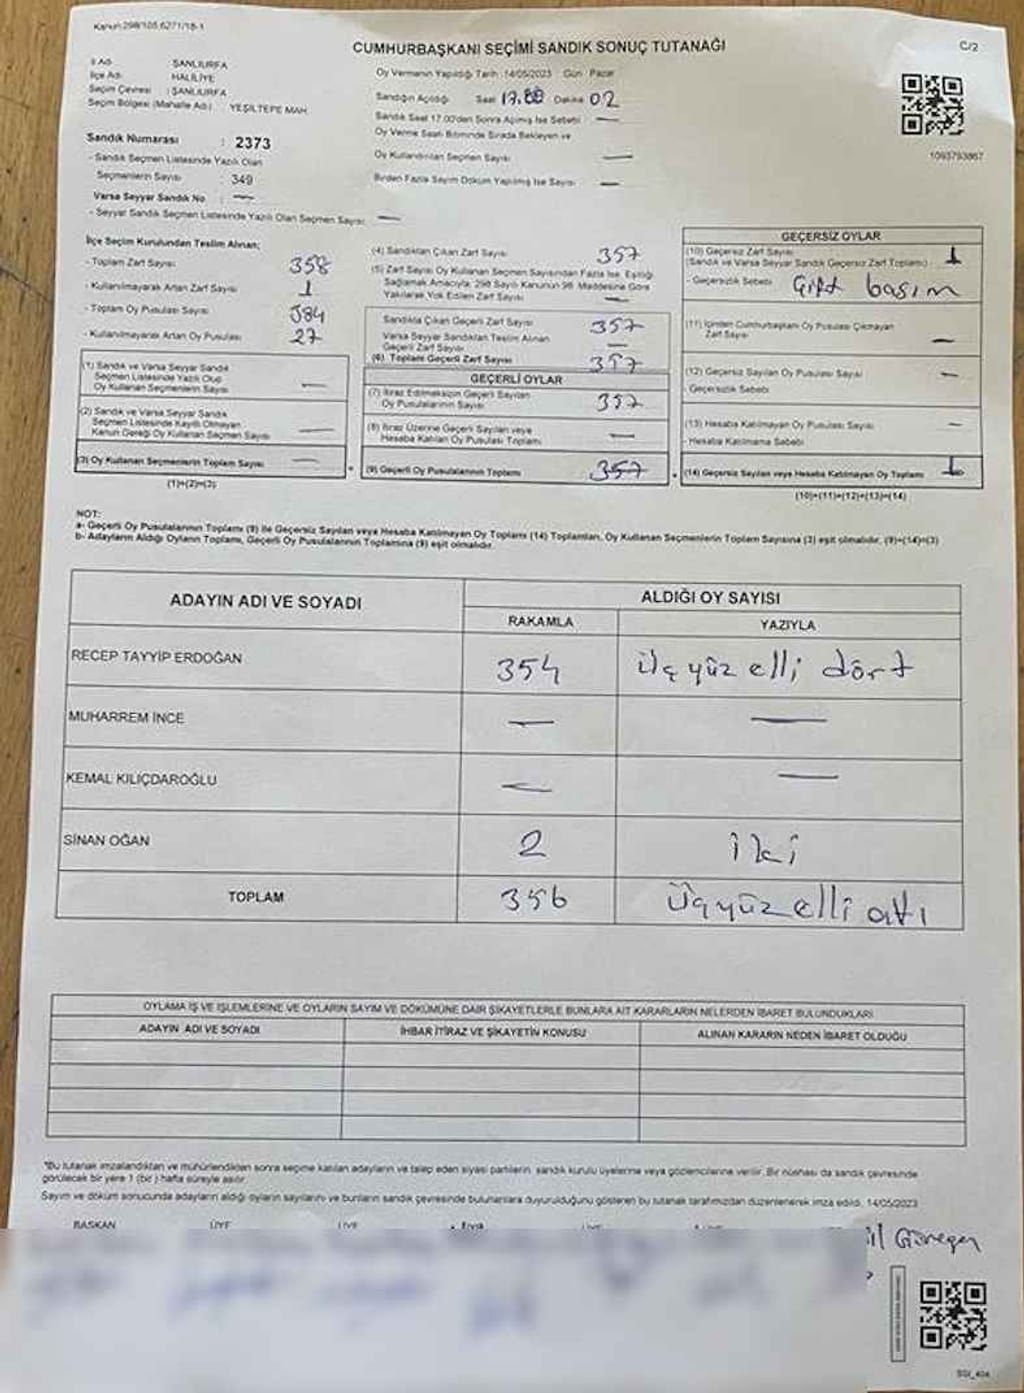 Kanun 298/105 6271/18-1
CUMHURBAŞKANI SEÇİMİ SANDIK SONUÇ TUTANAĞI
C/2
İl Adı ŞANLIURFA
İlçe Adı HALİLİYE
Seçim Çevresi : ŞANLIURFA
Seçim Bölgesi (Mahalle Adı) YEŞİLTEPE MAH.
Sandık Numarası : 2373
- Sandık Seçmen Listesinde Yazılı Olan
Seçmenlerin Sayısı : 349
Varsa Seyyar Sandık No : —
- Seyyar Sandık Seçmen Listesinde Yazılı Olan Seçmen Sayısı —
Oy Vermenin Yapıldığı Tarih : 14/05/2023 Gün : Pazar
Sandığın Açıldığı Saat 17.00 Dakika 02
Sandık Saat 17.00'den Sonra Açılmış İse Sebebi —
Oy Verme Saati Bitiminde Sırada Bekleyen ve
Oy Kullandırılan Seçmen Sayısı —
Birden Fazla Sayım Döküm Yapılmış İse Sayısı —
1093793867
İlçe Seçim Kurulundan Teslim Alınan;
- Toplam Zarf Sayısı 358
- Kullanılmayarak Artan Zarf Sayısı 1
- Toplam Oy Pusulası Sayısı 384
- Kullanılmayarak Artan Oy Pusulası 27
(1) Sandık ve Varsa Seyyar Sandık
Seçmen Listesinde Yazılı Olup
Oy Kullanan Seçmenlerin Sayısı —
(2) Sandık ve Varsa Seyyar Sandık
Seçmen Listesinde Kayıtlı Olmayan
Kanun Gereği Oy Kullanan Seçmen Sayısı —
(3) Oy Kullanan Seçmenlerin Toplam Sayısı —
(1)+(2)=(3)
(4) Sandıktan Çıkan Zarf Sayısı 357
(5) Zarf Sayısı Oy Kullanan Seçmen Sayısından Fazla İse, Eşitliği
Sağlamak Amacıyla, 298 Sayılı Kanunun 98. Maddesine Göre
Yakılarak Yok Edilen Zarf Sayısı —
Sandıkta Çıkan Geçerli Zarf Sayısı 357
Varsa Seyyar Sandıktan Teslim Alınan
Geçerli Zarf Sayısı —
(6) Toplam Geçerli Zarf Sayısı 357
GEÇERLİ OYLAR
(7) İtiraz Edilmeksizin Geçerli Sayılan
Oy Pusulalarının Sayısı 357
(8) İtiraz Üzerine Geçerli Sayılan veya
Hesaba Katılan Oy Pusulası Toplamı —
(9) Geçerli Oy Pusulalarının Toplamı 357
GEÇERSİZ OYLAR
(10) Geçersiz Zarf Sayısı 1
(Sandık ve Varsa Seyyar Sandık Geçersiz Zarf Toplamı)
- Geçersizlik Sebebi Çift basım
(11) İçinden Cumhurbaşkanı Oy Pusulası Çıkmayan
Zarf Sayısı —
(12) Geçersiz Sayılan Oy Pusulası Sayısı —
- Geçersizlik Sebebi
(13) Hesaba Katılmayan Oy Pusulası Sayısı —
- Hesaba Katılmama Sebebi
(14) Geçersiz Sayılan veya Hesaba Katılmayan Oy Toplamı 1
(10)+(11)+(12)+(13)=(14)
NOT:
a- Geçerli Oy Pusulalarının Toplamı (9) ile Geçersiz Sayılan veya Hesaba Katılmayan Oy Toplamı (14) Toplamları, Oy Kullanan Seçmenlerin Toplam Sayısına (3) eşit olmalıdır. (9)+(14)=(3)
b- Adayların Aldığı Oyların Toplamı, Geçerli Oy Pusulalarının Toplamına (9) eşit olmalıdır.
ADAYIN ADI VE SOYADI ALDIĞI OY SAYISI
RAKAMLA YAZIYLA
RECEP TAYYİP ERDOĞAN 354 üçyüz elli dört
MUHARREM İNCE — —
KEMAL KILIÇDAROĞLU — —
SİNAN OĞAN 2 iki
TOPLAM 356 Üçyüz elli altı
OYLAMA İŞ VE İŞLEMLERİNE VE OYLARIN SAYIM VE DÖKÜMÜNE DAİR ŞİKAYETLERLE BUNLARA AİT KARARLARIN NELERDEN İBARET BULUNDUKLARI
ADAYIN ADI VE SOYADI İHBAR İTİRAZ VE ŞİKAYETİN KONUSU ALINAN KARARIN NEDEN İBARET OLDUĞU
*Bu tutanak imzalandıktan ve mühürlendikten sonra seçime katılan adayların ve talep eden siyasi partilerin sandık kurulu üyelerine veya gözlemcilerine verilir. Bir nüshası da sandık çevresinde
görülecek bir yere 1 (bir) hafta süreyle asılır.
Sayım ve döküm sonucunda adayların aldığı oyların sayılarını ve bunların sandık çevresinde bulunanlara duyurulduğunu gösteren bu tutanak tarafımızdan düzenlenerek imza edildi. 14/05/2023
BAŞKAN ÜYE ÜYE ÜYE ÜYE ÜYE